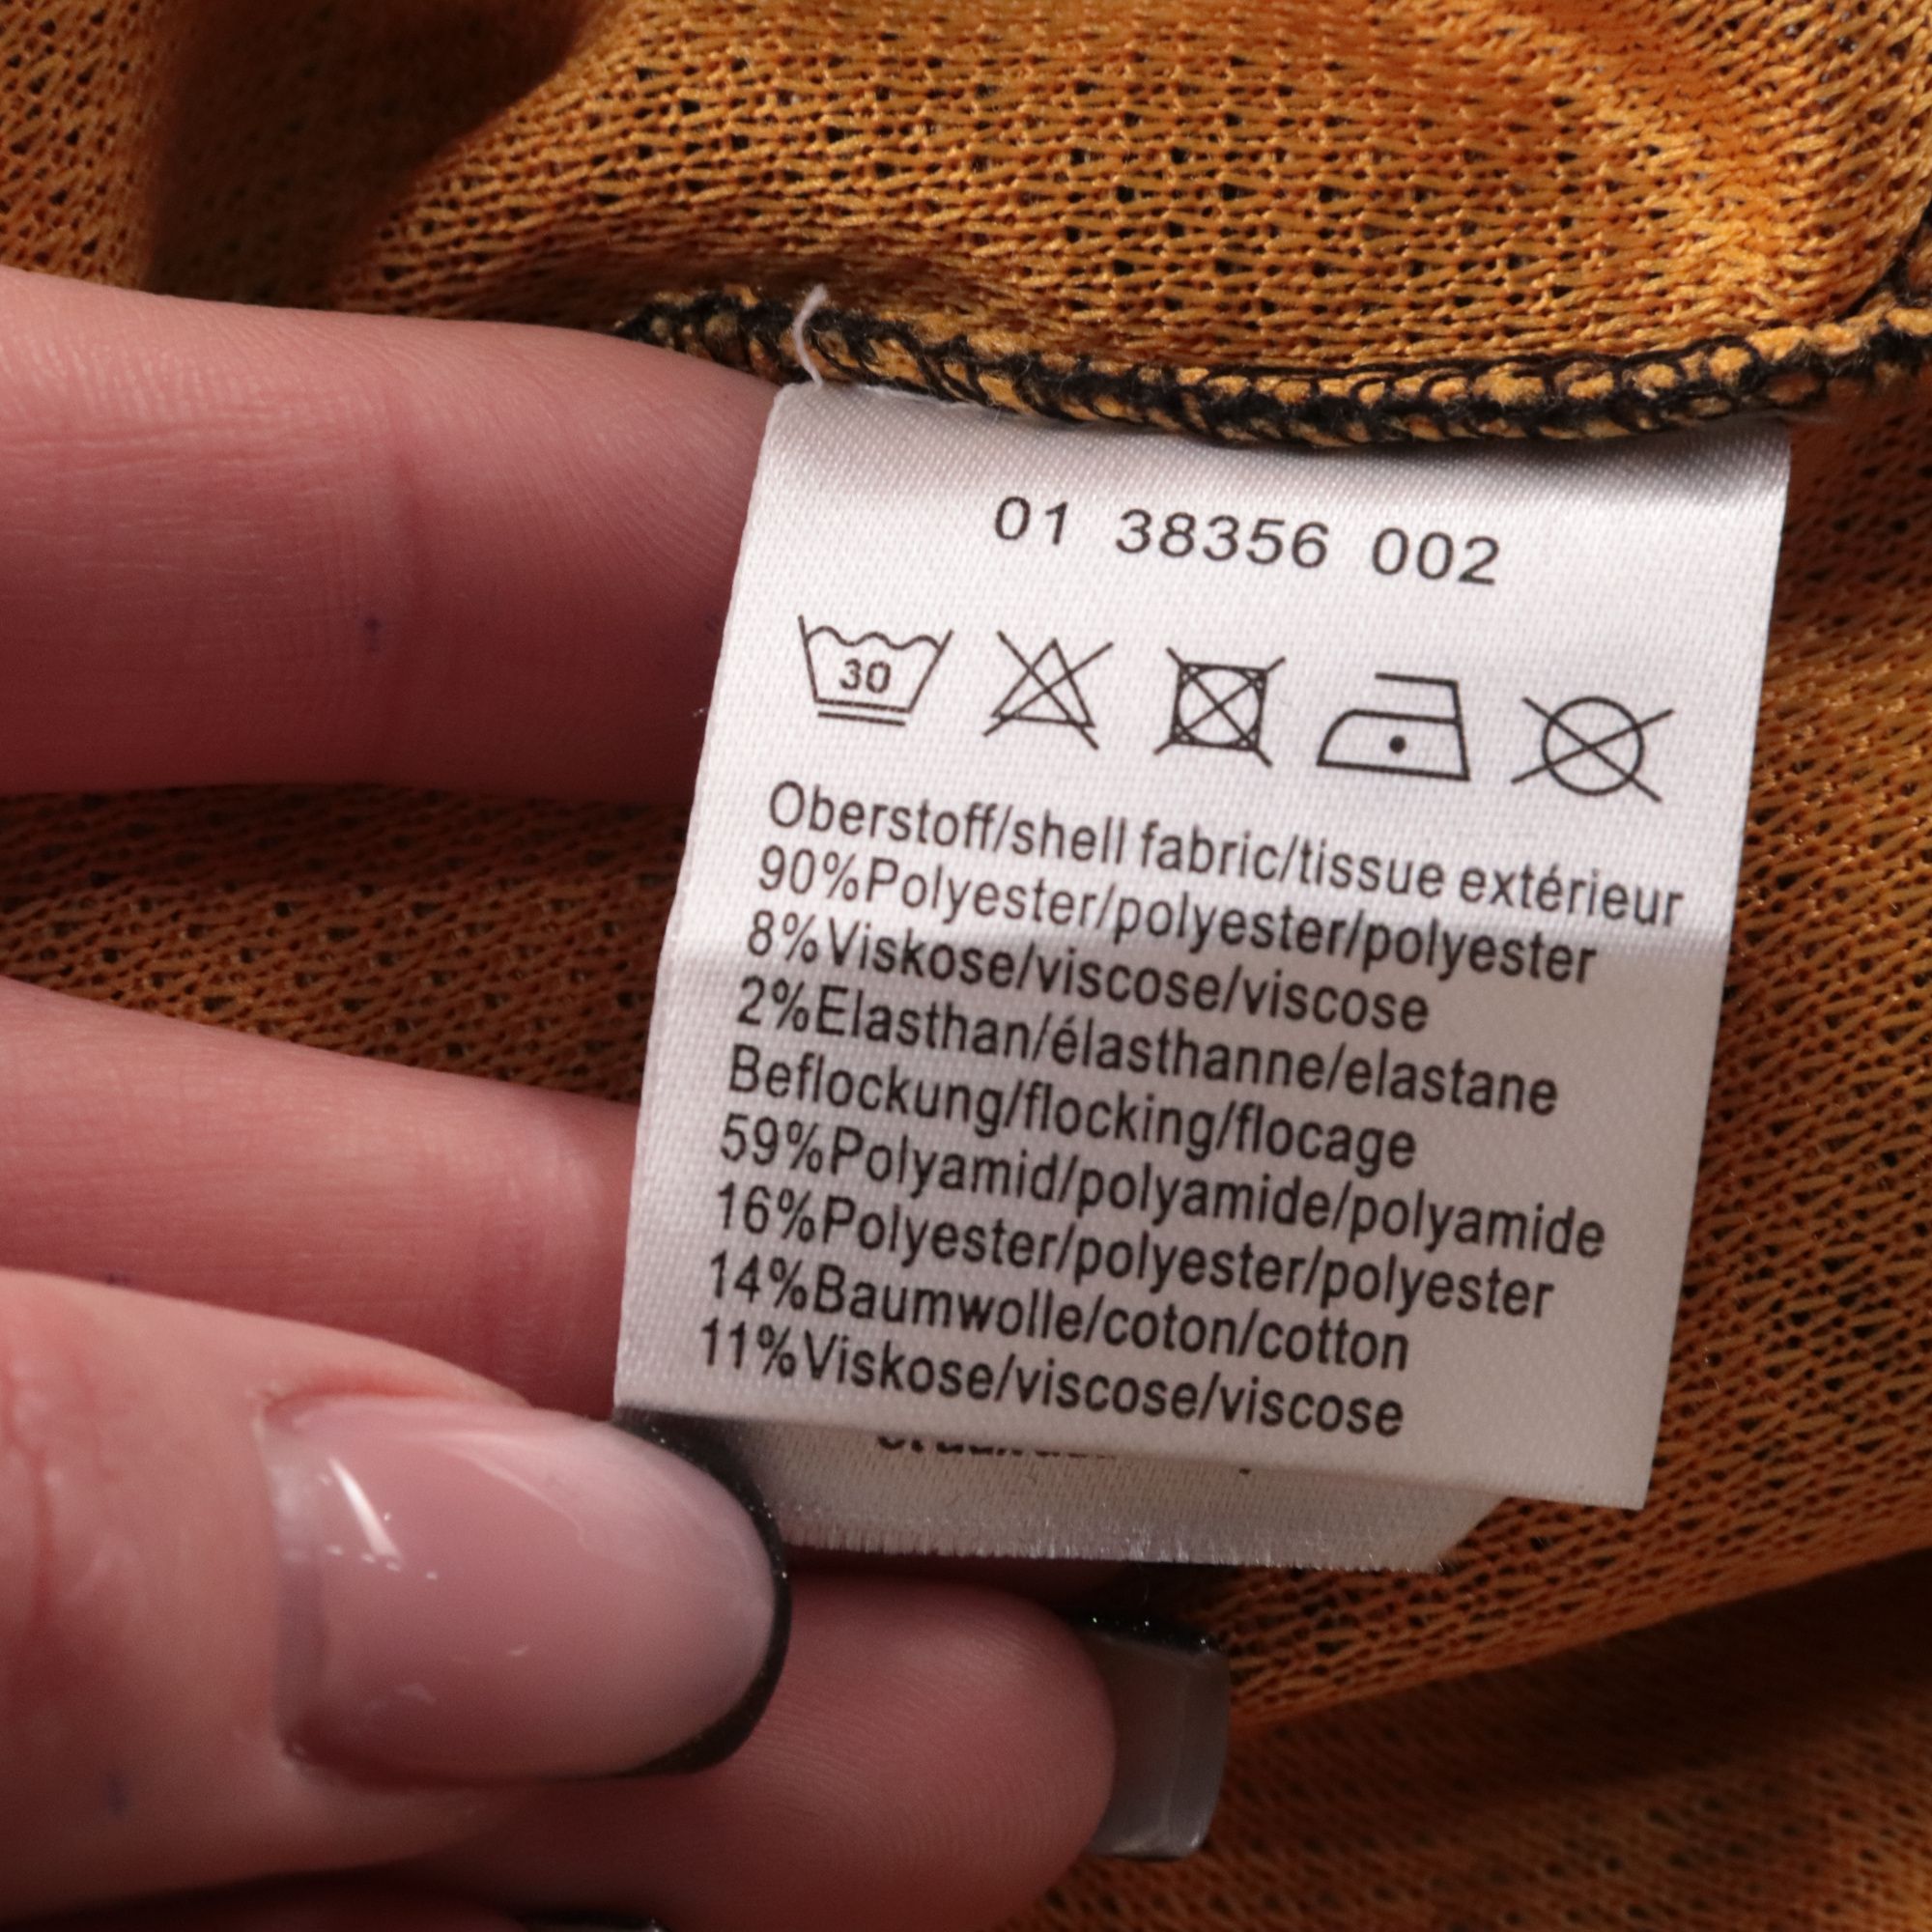 01 38356 002
30
Oberstoff/shell fabric/tissue extérieur
90%Polyester/polyester/polyester
8%Viskose/viscose/viscose
2%Elasthan/élasthanne/elastane
Beflockung/flocking/flocage
59%Polyamid/polyamide/polyamide
16%Polyester/polyester/polyester
14%Baumwolle/coton/cotton
11%Viskose/viscose/viscose